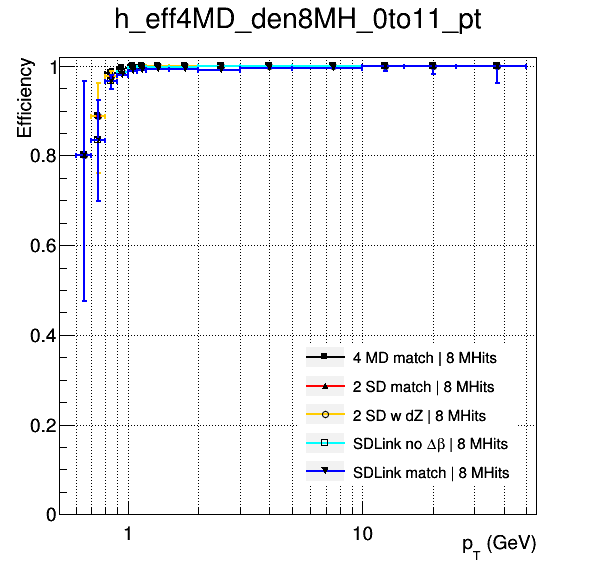 h_eff4MD_den8MH_0to11_pt
Efficiency
1
0.8
0.6
0.4
0.2
0
4 MD match | 8 MHits
2 SD match | 8 MHits
2 SD w dZ | 8 MHits
SDLink no Δβ | 8 MHits
SDLink match | 8 MHits
1 10
p_T (GeV)